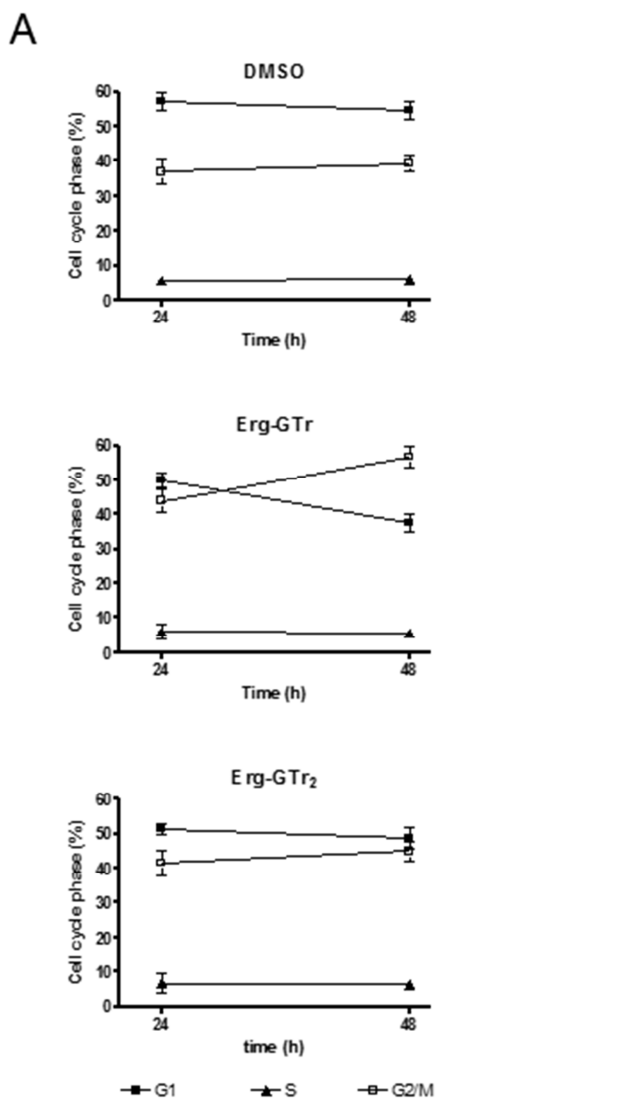 A
DMSO
Cell cycle phase (%)
60
50
40
30
20
10
0
24 48
Time (h)
Erg-GTr
Cell cycle phase (%)
60
50
40
30
20
10
0
24 48
Time (h)
Erg-GTr₂
Cell cycle phase (%)
60
50
40
30
20
10
0
24 48
time (h)
G1 S G2/M